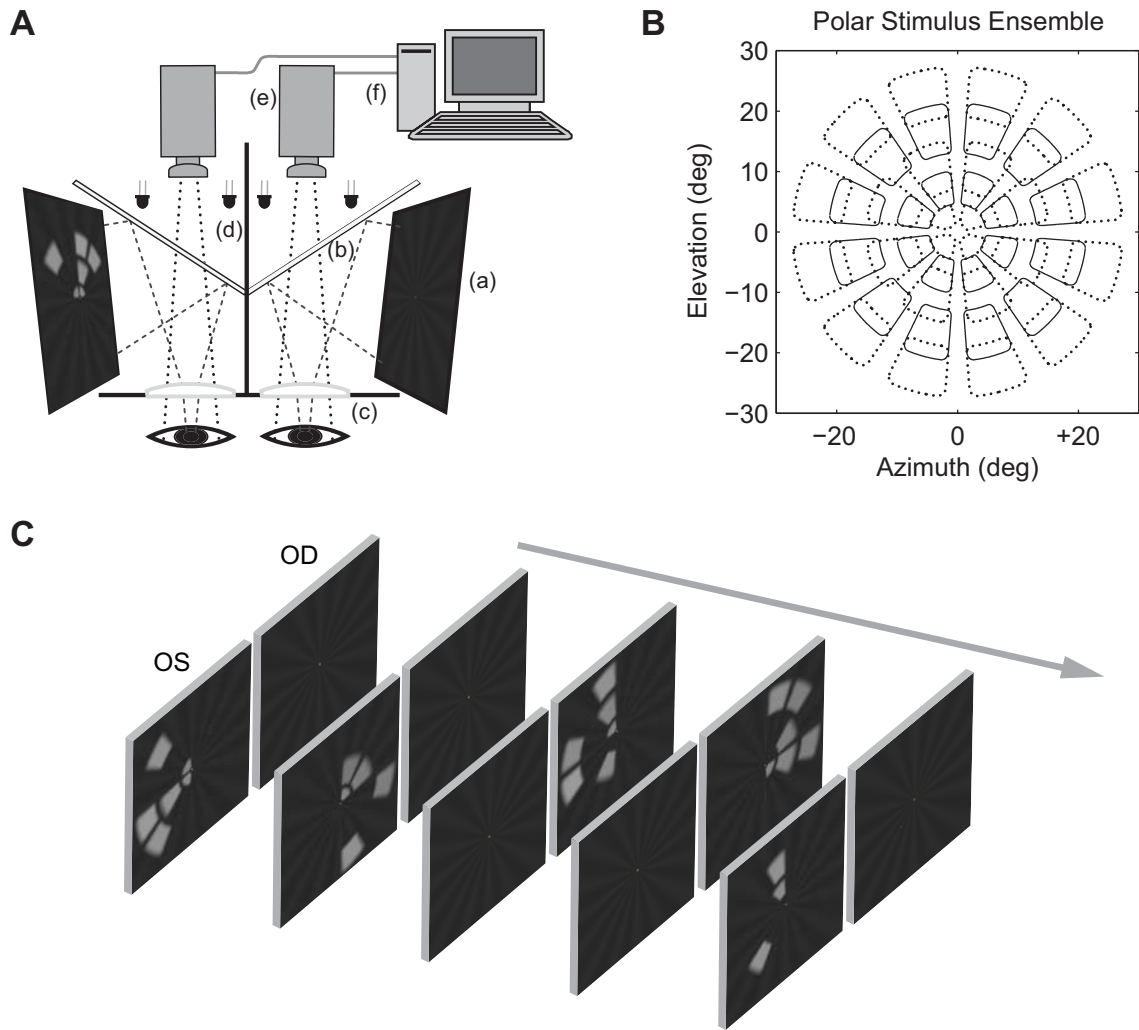 A
(e)
(f)
(d)
(b)
(a)
(c)
B
Polar Stimulus Ensemble
30
20
10
0
−10
−20
−30
Elevation (deg)
−20
0
+20
Azimuth (deg)
C
OD
OS